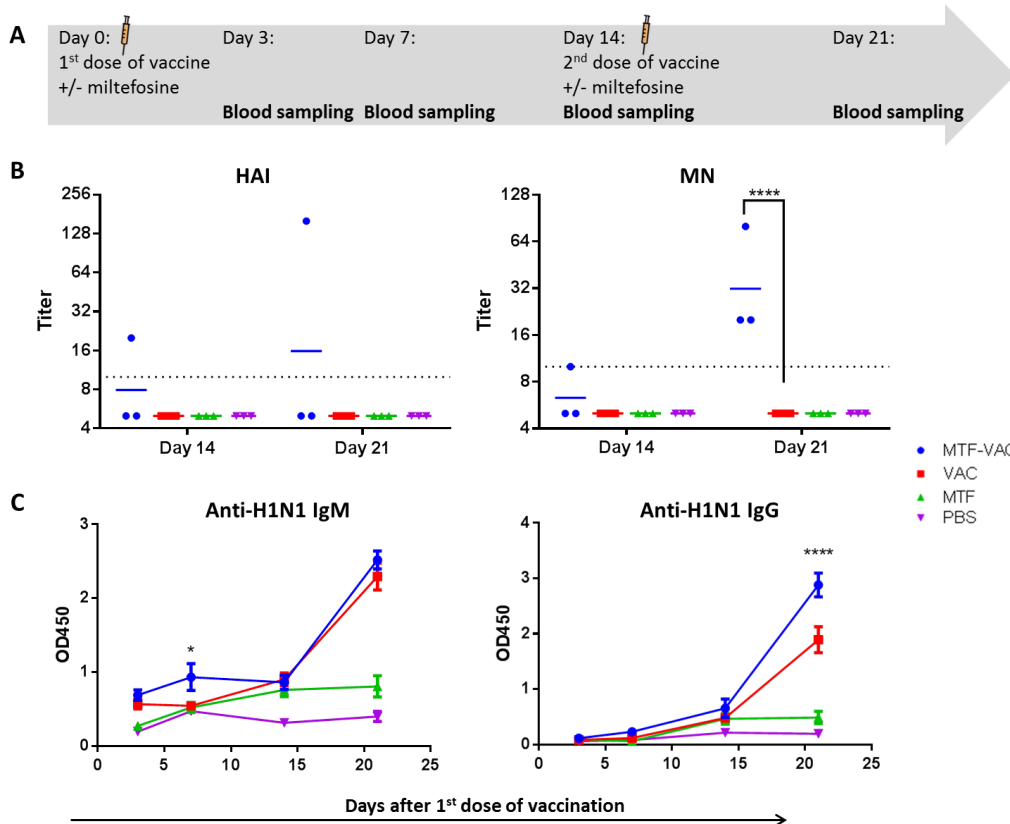 A
Day 0:
1st dose of vaccine
+/- miltefosine
Day 3:
Blood sampling
Day 7:
Blood sampling
Day 14:
2nd dose of vaccine
+/- miltefosine
Blood sampling
Day 21:
Blood sampling
B
HAI
Titer
256
128
64
32
16
8
4
Day 14
Day 21
MN
Titer
128
64
32
16
8
4
****
Day 14
Day 21
MTF-VAC
VAC
MTF
PBS
C
Anti-H1N1 IgM
OD450
3
2
1
0
*
0
5
10
15
20
25
Anti-H1N1 IgG
OD450
4
3
2
1
0
****
0
5
10
15
20
25
Days after 1st dose of vaccination